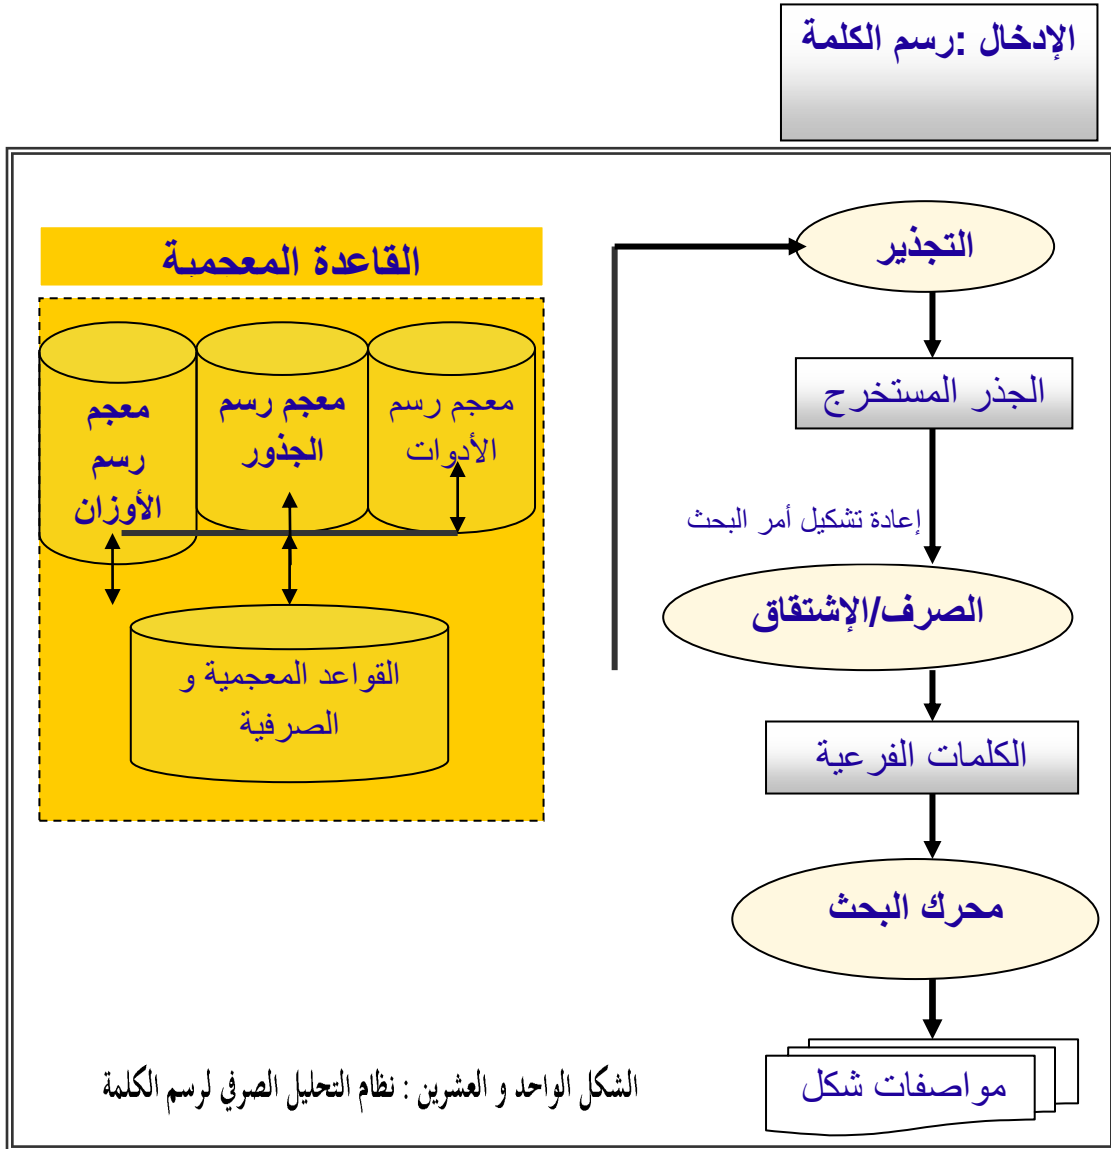 الإدخال :رسم الكلمة
التجذير
الجذر المستخرج
إعادة تشكيل أمر البحث
الصرف/الإشتقاق
الكلمات الفرعية
محرك البحث
مواصفات شكل
القاعدة المعجمية
معجم رسم
الأدوات
معجم رسم
الجذور
معجم
رسم
الأوزان
القواعد المعجمية و
الصرفية
الشكل الواحد و العشرين : نظام التحليل الصرفي لرسم الكلمة